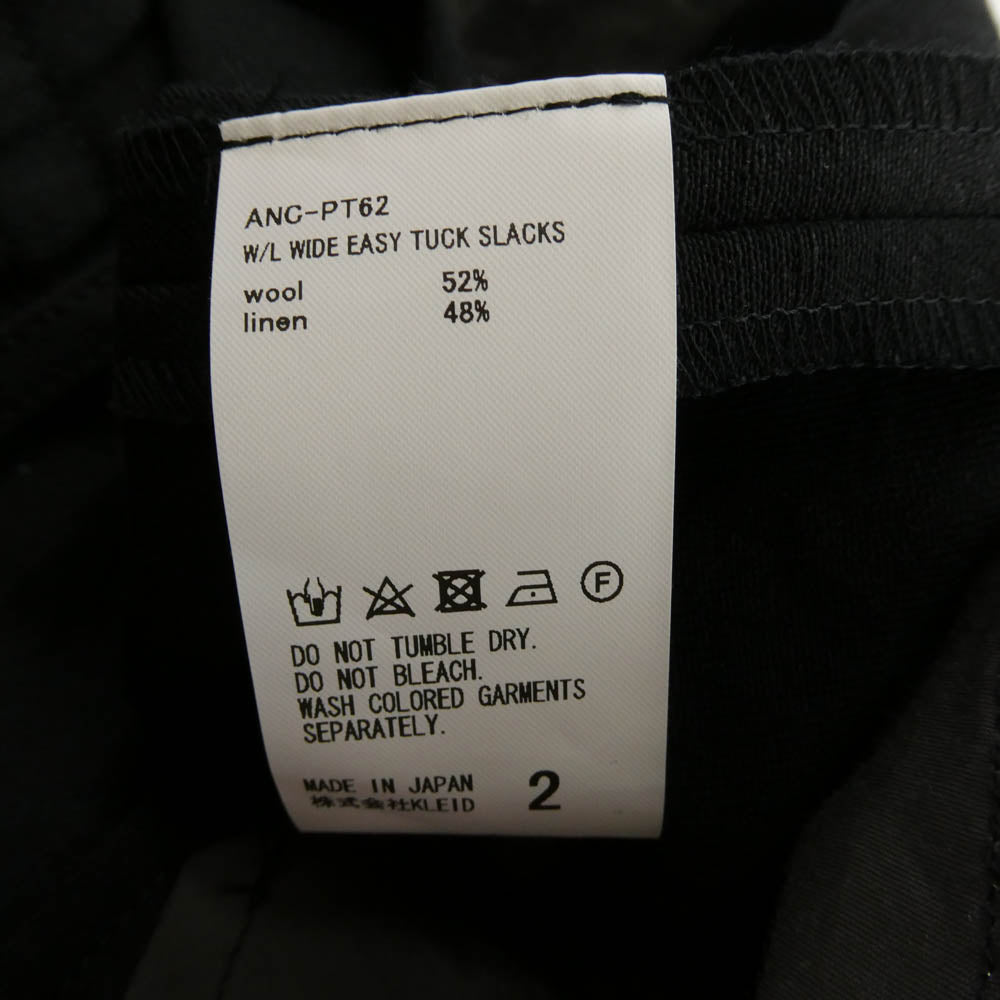 ANC-PT62
W/L WIDE EASY TUCK SLACKS
wool 52%
linen 48%
F
DO NOT TUMBLE DRY.
DO NOT BLEACH.
WASH COLORED GARMENTS
SEPARATELY.
MADE IN JAPAN
株式会社KLEID
2